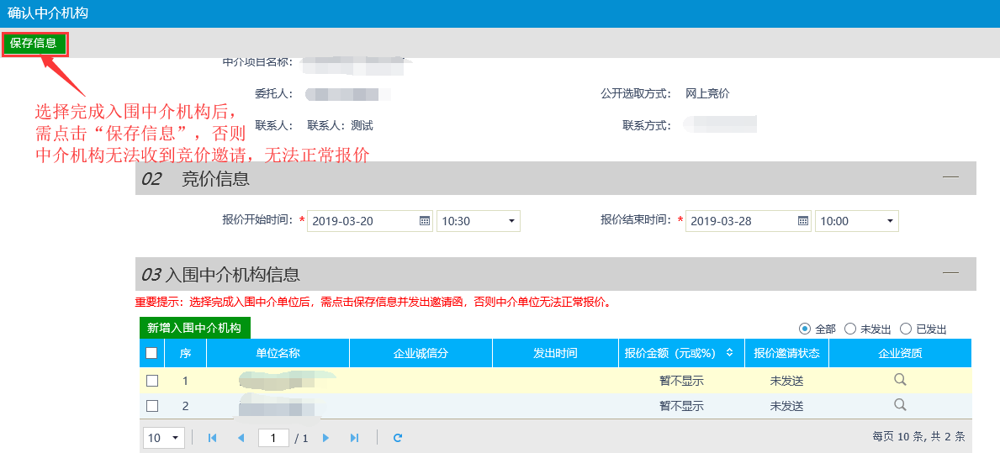 确认中介机构
保存信息
中介项目名称：
委托人：
公开选取方式： 网上竞价
联系人： 联系人：测试
联系方式：
选择完成入围中介机构后，
需点击“保存信息”，否则
中介机构无法收到竞价邀请，无法正常报价
02 竞价信息
报价开始时间：* 2019-03-20 10:30
报价结束时间：* 2019-03-28 10:00
03 入围中介机构信息
重要提示：选择完成入围中介单位后，需点击保存信息并发出邀请函，否则中介单位无法正常报价。
新增入围中介机构
全部 未发出 已发出
序 单位名称 企业诚信分 发出时间 报价金额（元或%） 报价邀请状态 企业资质
1 暂不显示 未发送
2 暂不显示 未发送
10 1 / 1 每页 10 条, 共 2 条